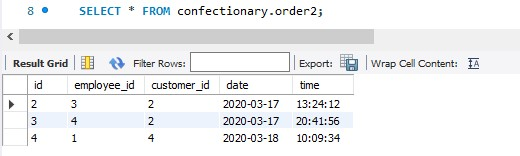 8 SELECT * FROM confectionary.order2;
Result Grid Filter Rows: Export: Wrap Cell Content: IA
id employee_id customer_id date time
2 3 2 2020-03-17 13:24:12
3 4 2 2020-03-17 20:41:56
4 1 4 2020-03-18 10:09:34